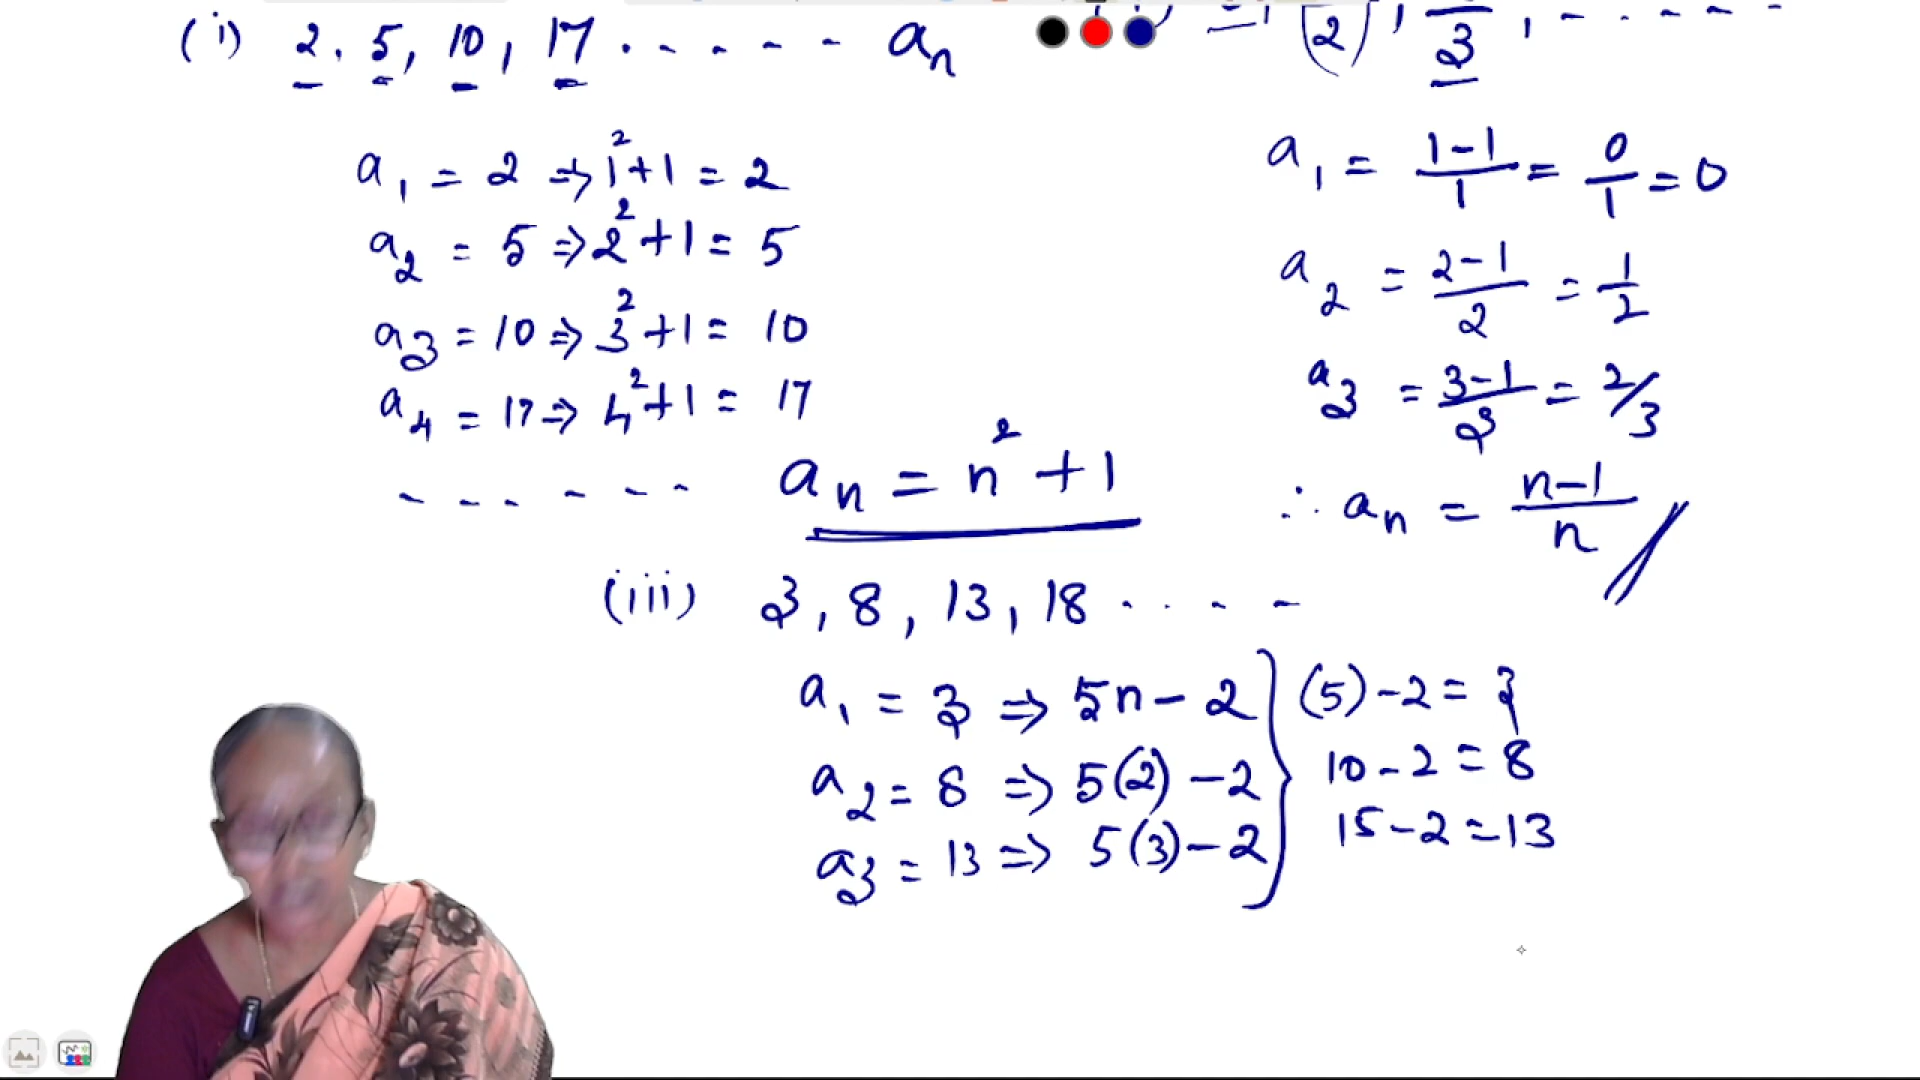 (i) 2, 5, 10, 17 . - - - - aₙ
a₁ = 2 ⇒ 1²+1 = 2
a₂ = 5 ⇒ 2²+1 = 5
a₃ = 10 ⇒ 3²+1 = 10
a₄ = 17 ⇒ 4²+1 = 17
- - - - - -
aₙ = n² + 1
a₁ = (1-1)/1 = 0/1 = 0
a₂ = (2-1)/2 = 1/2
a₃ = (3-1)/3 = 2/3
∴ aₙ = (n-1)/n
(iii) 3, 8, 13, 18 . . - -
a₁ = 3 ⇒ 5n - 2 } (5) - 2 = 3
a₂ = 8 ⇒ 5(2) - 2 } 10 - 2 = 8
a₃ = 13 ⇒ 5(3) - 2 } 15 - 2 = 13